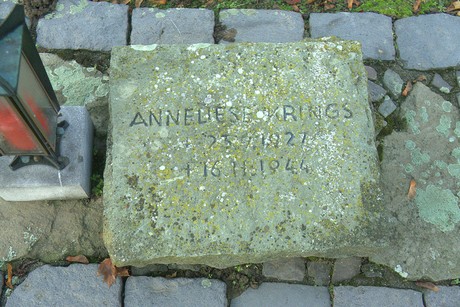 ANNELIESE KRINGS
* 23.9.1927
† 16.11.1944